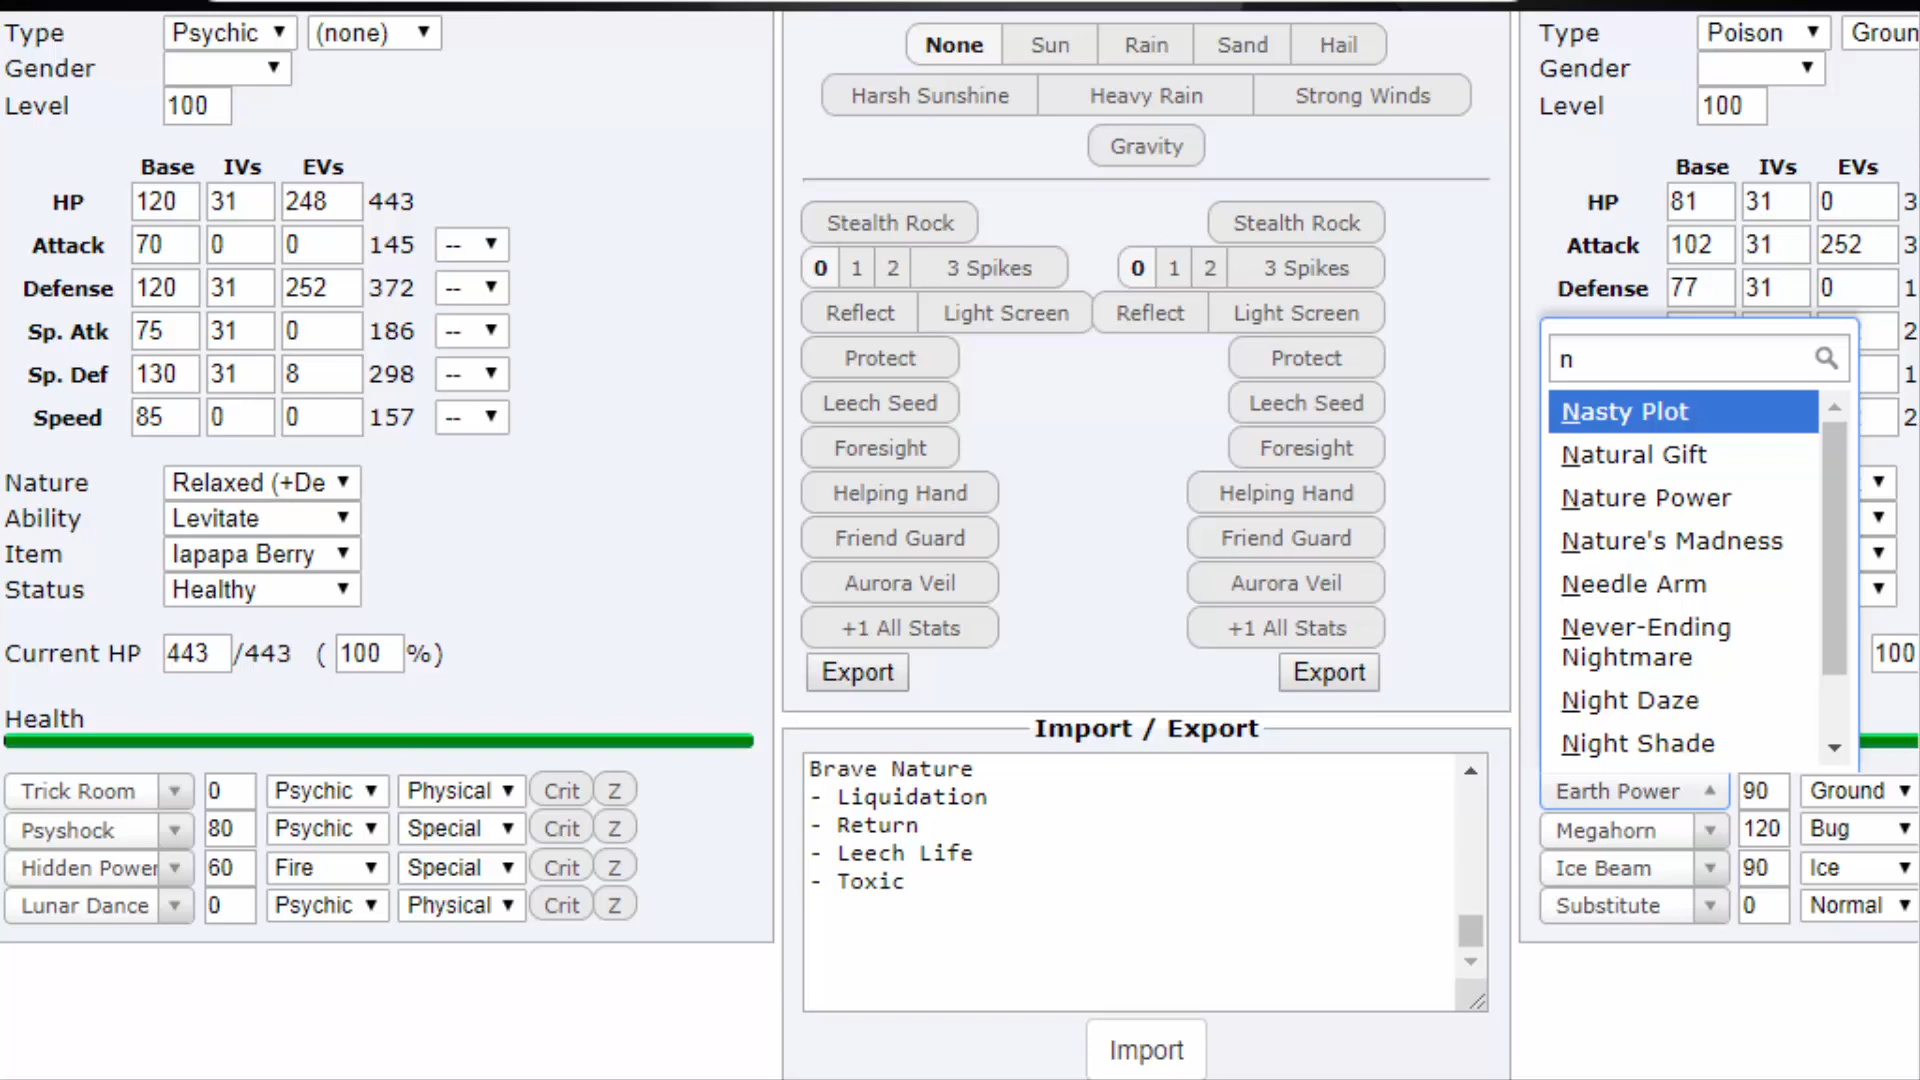 Type Psychic (none)
Gender
Level 100
Base IVs EVs
HP 120 31 248 443
Attack 70 0 0 145 --
Defense 120 31 252 372 --
Sp. Atk 75 31 0 186 --
Sp. Def 130 31 8 298 --
Speed 85 0 0 157 --
Nature Relaxed (+De
Ability Levitate
Item Iapapa Berry
Status Healthy
Current HP 443 /443 ( 100 %)
Health
Trick Room 0 Psychic Physical Crit Z
Psyshock 80 Psychic Special Crit Z
Hidden Power 60 Fire Special Crit Z
Lunar Dance 0 Psychic Physical Crit Z
None Sun Rain Sand Hail
Harsh Sunshine Heavy Rain Strong Winds
Gravity
Stealth Rock Stealth Rock
0 1 2 3 Spikes 0 1 2 3 Spikes
Reflect Light Screen Reflect Light Screen
Protect Protect
Leech Seed Leech Seed
Foresight Foresight
Helping Hand Helping Hand
Friend Guard Friend Guard
Aurora Veil Aurora Veil
+1 All Stats +1 All Stats
Export Export
Import / Export
Brave Nature
- Liquidation
- Return
- Leech Life
- Toxic
Import
Type Poison Groun
Gender
Level 100
Base IVs EVs
HP 81 31 0 3
Attack 102 31 252 3
Defense 77 31 0 1
2
n
1
2
Nasty Plot
Natural Gift
Nature Power
Nature's Madness
Needle Arm
Never-Ending
Nightmare
100
Night Daze
Night Shade
Earth Power 90 Ground
Megahorn 120 Bug
Ice Beam 90 Ice
Substitute 0 Normal